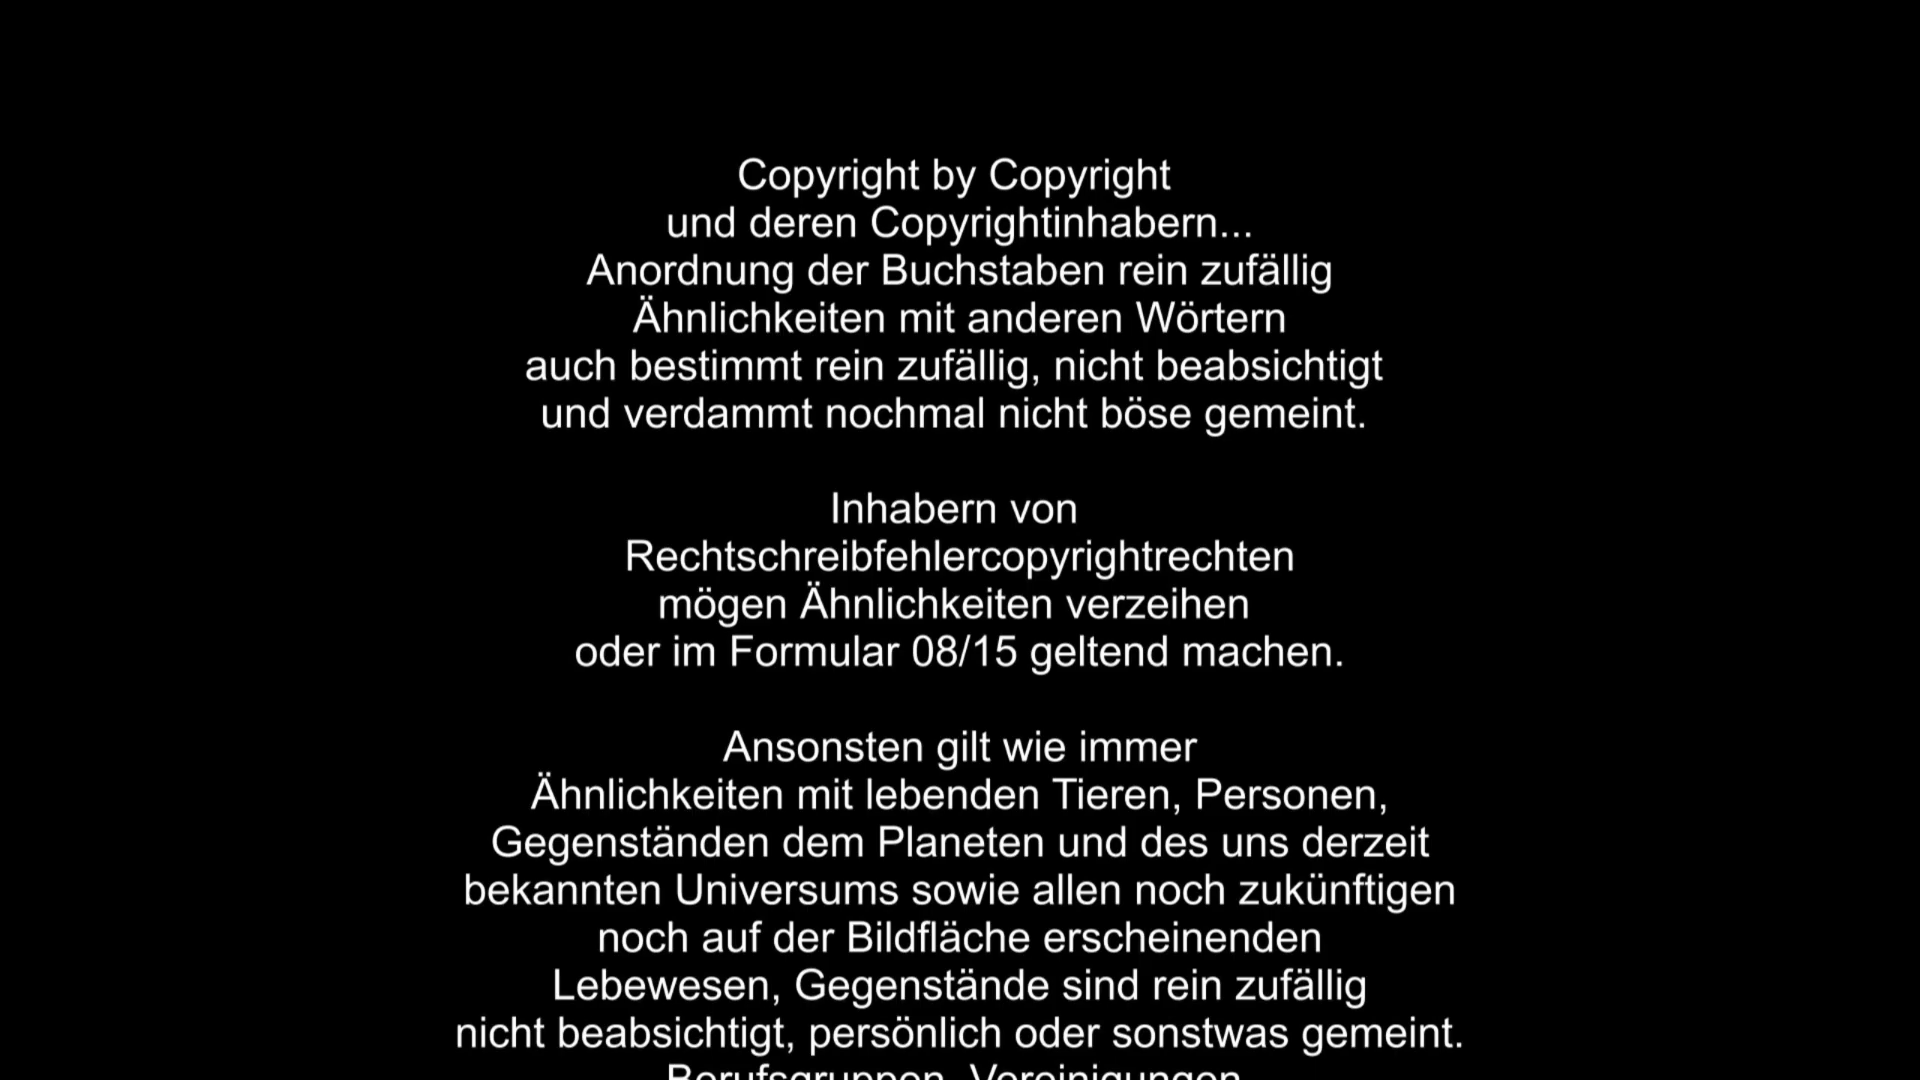 Copyright by Copyright
und deren Copyrightinhabern...
Anordnung der Buchstaben rein zufällig
Ähnlichkeiten mit anderen Wörtern
auch bestimmt rein zufällig, nicht beabsichtigt
und verdammt nochmal nicht böse gemeint.
Inhabern von
Rechtschreibfehlercopyrightrechten
mögen Ähnlichkeiten verzeihen
oder im Formular 08/15 geltend machen.
Ansonsten gilt wie immer
Ähnlichkeiten mit lebenden Tieren, Personen,
Gegenständen dem Planeten und des uns derzeit
bekannten Universums sowie allen noch zukünftigen
noch auf der Bildfläche erscheinenden
Lebewesen, Gegenstände sind rein zufällig
nicht beabsichtigt, persönlich oder sonstwas gemeint.
Berufsgruppen, Vereinigungen